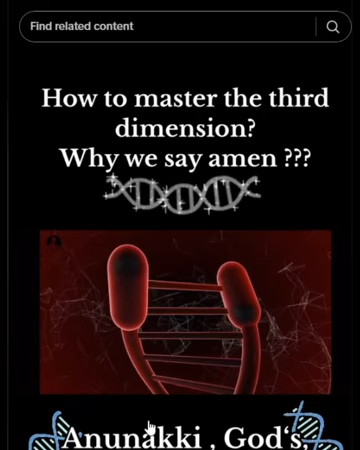 Find related content
How to master the third
dimension?
Why we say amen ???
Anunakki , God‘s,